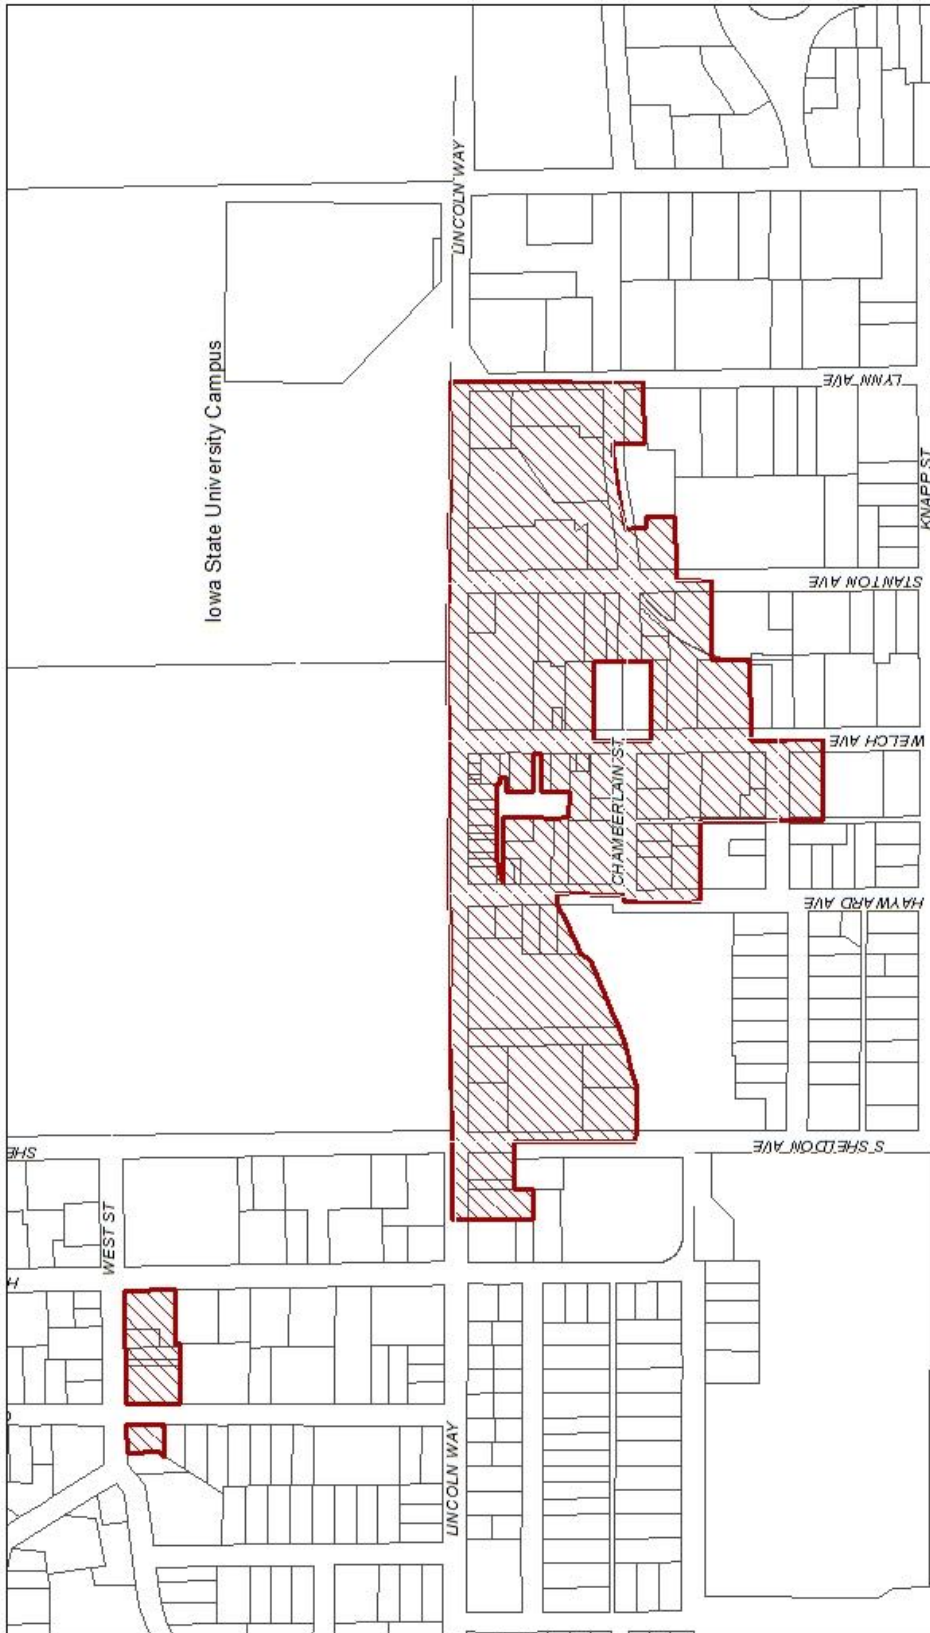 LINCOLN WAY
Iowa State University Campus
LYNN AVE
KNAPP ST
STANTON AVE
WELCH AVE
CHAMBERLAIN ST
HAYWARD AVE
S SHELDON AVE
SHE
WEST ST
H
LINCOLN WAY